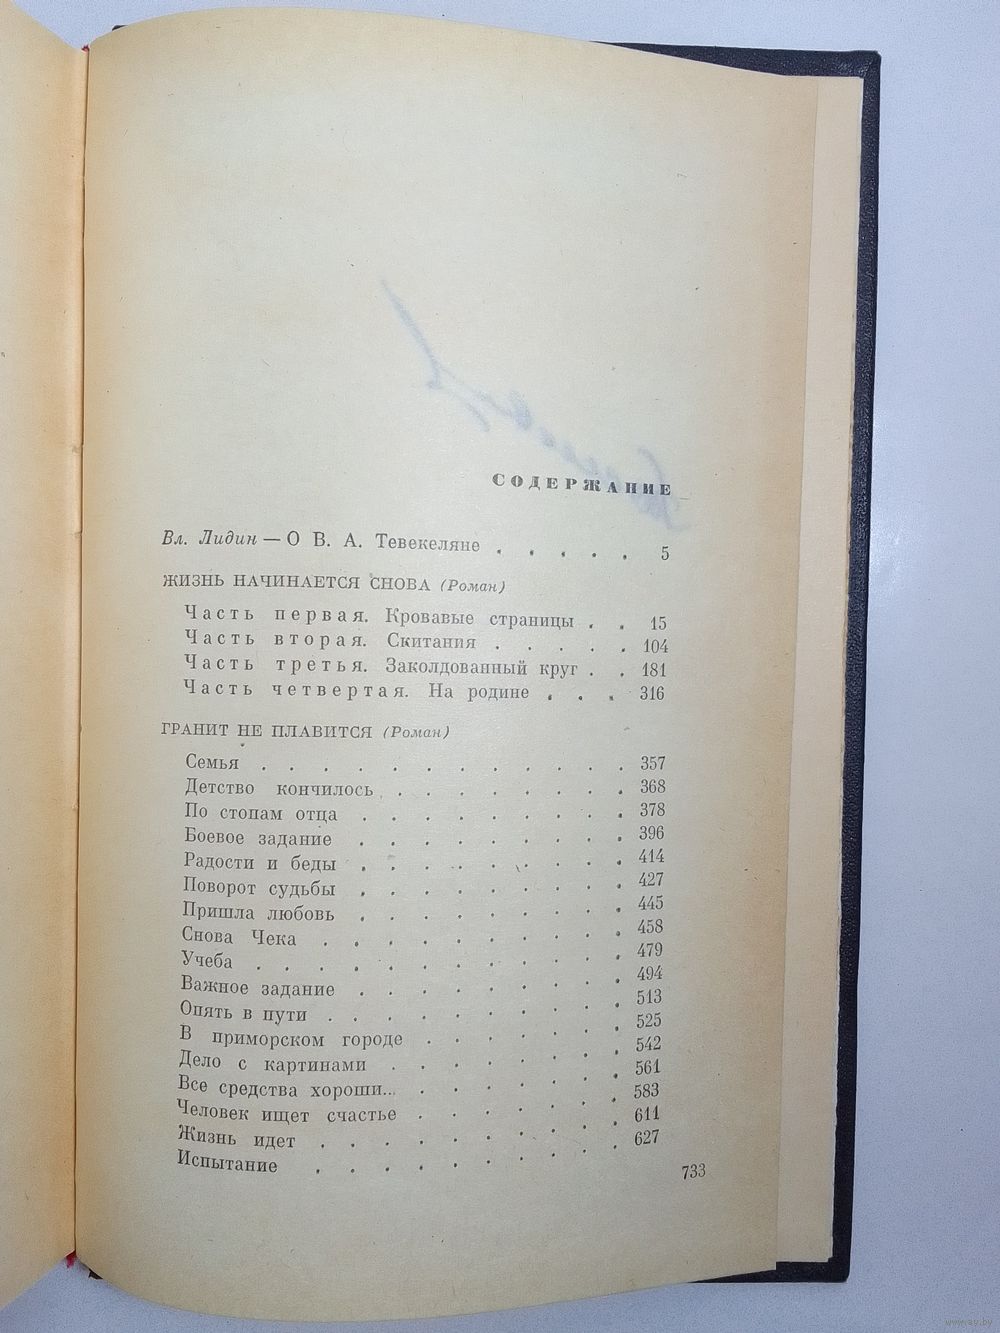 СОДЕРЖАНИЕ
Вл. Лидин — О В. А. Тевекеляне . . . . . 5
ЖИЗНЬ НАЧИНАЕТСЯ СНОВА (Роман)
Часть первая. Кровавые страницы . . 15
Часть вторая. Скитания . . . . . 104
Часть третья. Заколдованный круг . . 181
Часть четвертая. На родине . . . 316
ГРАНИТ НЕ ПЛАВИТСЯ (Роман)
Семья . . . . . . . . . . . . 357
Детство кончилось . . . . . . . . 368
По стопам отца . . . . . . . . . 378
Боевое задание . . . . . . . . . 396
Радости и беды . . . . . . . . . 414
Поворот судьбы . . . . . . . . . 427
Пришла любовь . . . . . . . . . 445
Снова Чека . . . . . . . . . . 458
Учеба . . . . . . . . . . . . 479
Важное задание . . . . . . . . . 494
Опять в пути . . . . . . . . . . 513
В приморском городе . . . . . . . 525
Дело с картинами . . . . . . . . 542
Все средства хороши... . . . . . . . 561
Человек ищет счастье . . . . . . . 583
Жизнь идет . . . . . . . . . . 611
Испытание . . . . . . . . . . 627
733
www.ay.by